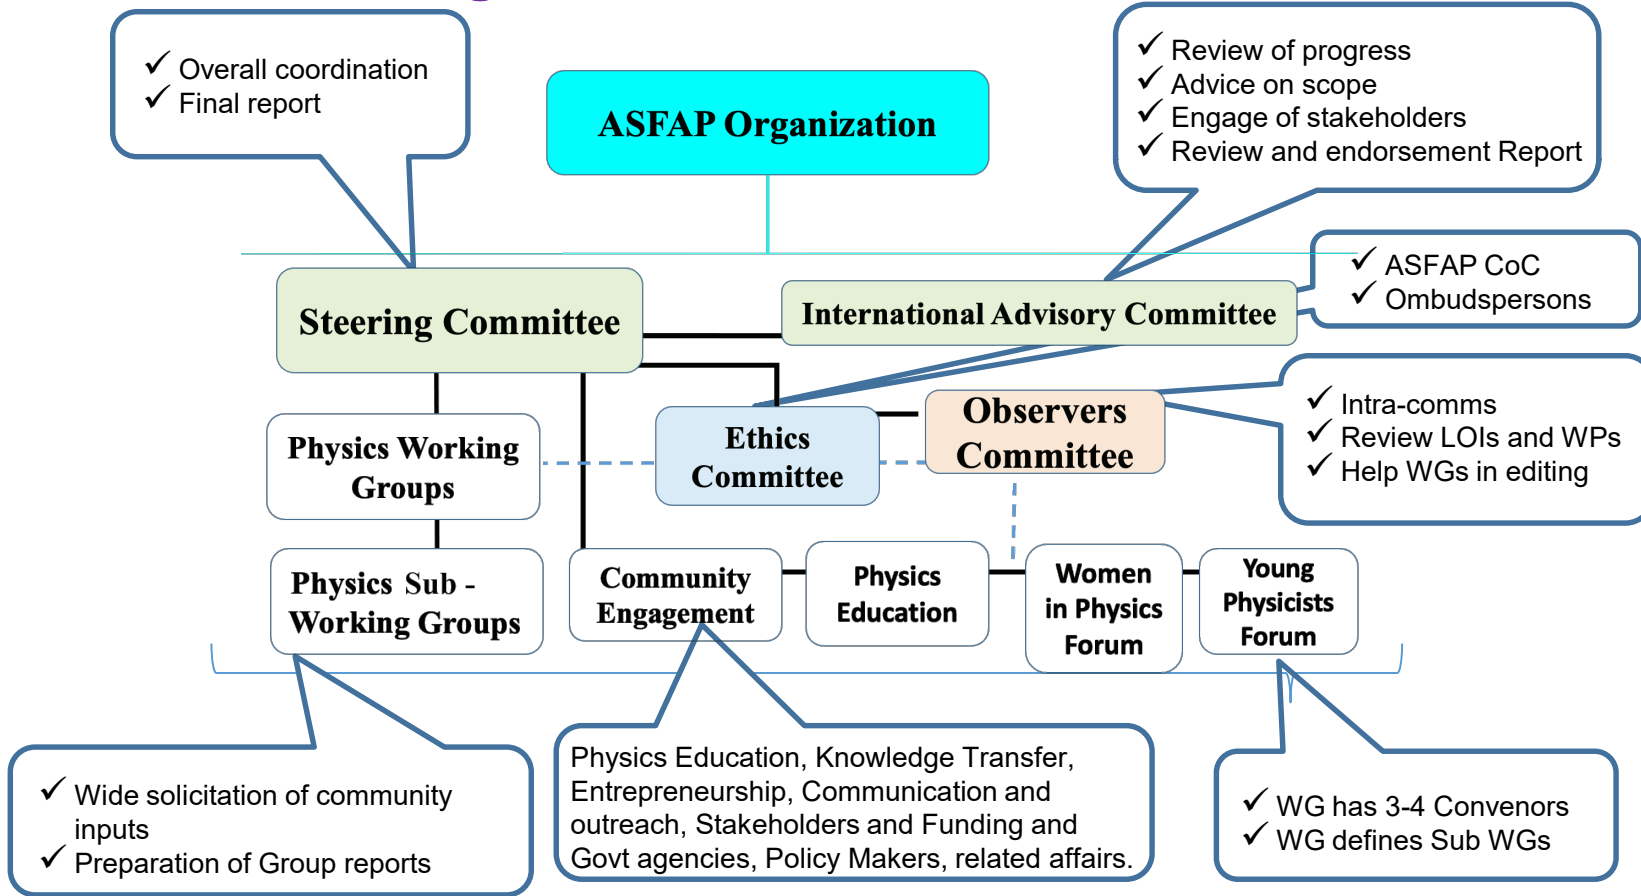 ✓ Overall coordination
✓ Final report
ASFAP Organization
✓ Review of progress
✓ Advice on scope
✓ Engage of stakeholders
✓ Review and endorsement Report
✓ ASFAP CoC
✓ Ombudspersons
Steering Committee
International Advisory Committee
✓ Intra-comms
✓ Review LOIs and WPs
✓ Help WGs in editing
Physics Working
Groups
Ethics
Committee
Observers
Committee
Physics Sub -
Working Groups
Community
Engagement
Physics
Education
Women
in Physics
Forum
Young
Physicists
Forum
✓ Wide solicitation of community
inputs
✓ Preparation of Group reports
Physics Education, Knowledge Transfer,
Entrepreneurship, Communication and
outreach, Stakeholders and Funding and
Govt agencies, Policy Makers, related affairs.
✓ WG has 3-4 Convenors
✓ WG defines Sub WGs